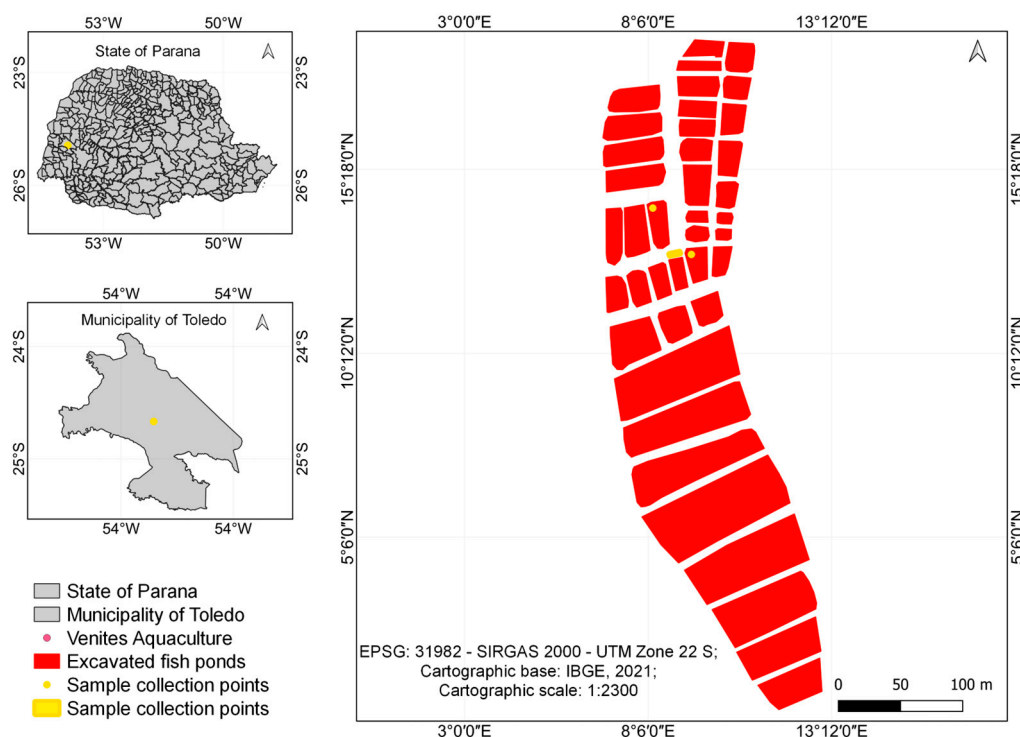 53°W 50°W
State of Parana
23°S 23°S
26°S 26°S
53°W 50°W
54°W 54°W
Municipality of Toledo
24°S 24°S
25°S 25°S
54°W 54°W
State of Parana
Municipality of Toledo
Venites Aquaculture
Excavated fish ponds
Sample collection points
Sample collection points
3°0′0″E 8°6′0″E 13°12′0″E
15°18′0″N 15°18′0″N
10°12′0″N 10°12′0″N
5°6′0″N 5°6′0″N
EPSG: 31982 - SIRGAS 2000 - UTM Zone 22 S;
Cartographic base: IBGE, 2021;
Cartographic scale: 1:2300
0 50 100 m
3°0′0″E 8°6′0″E 13°12′0″E